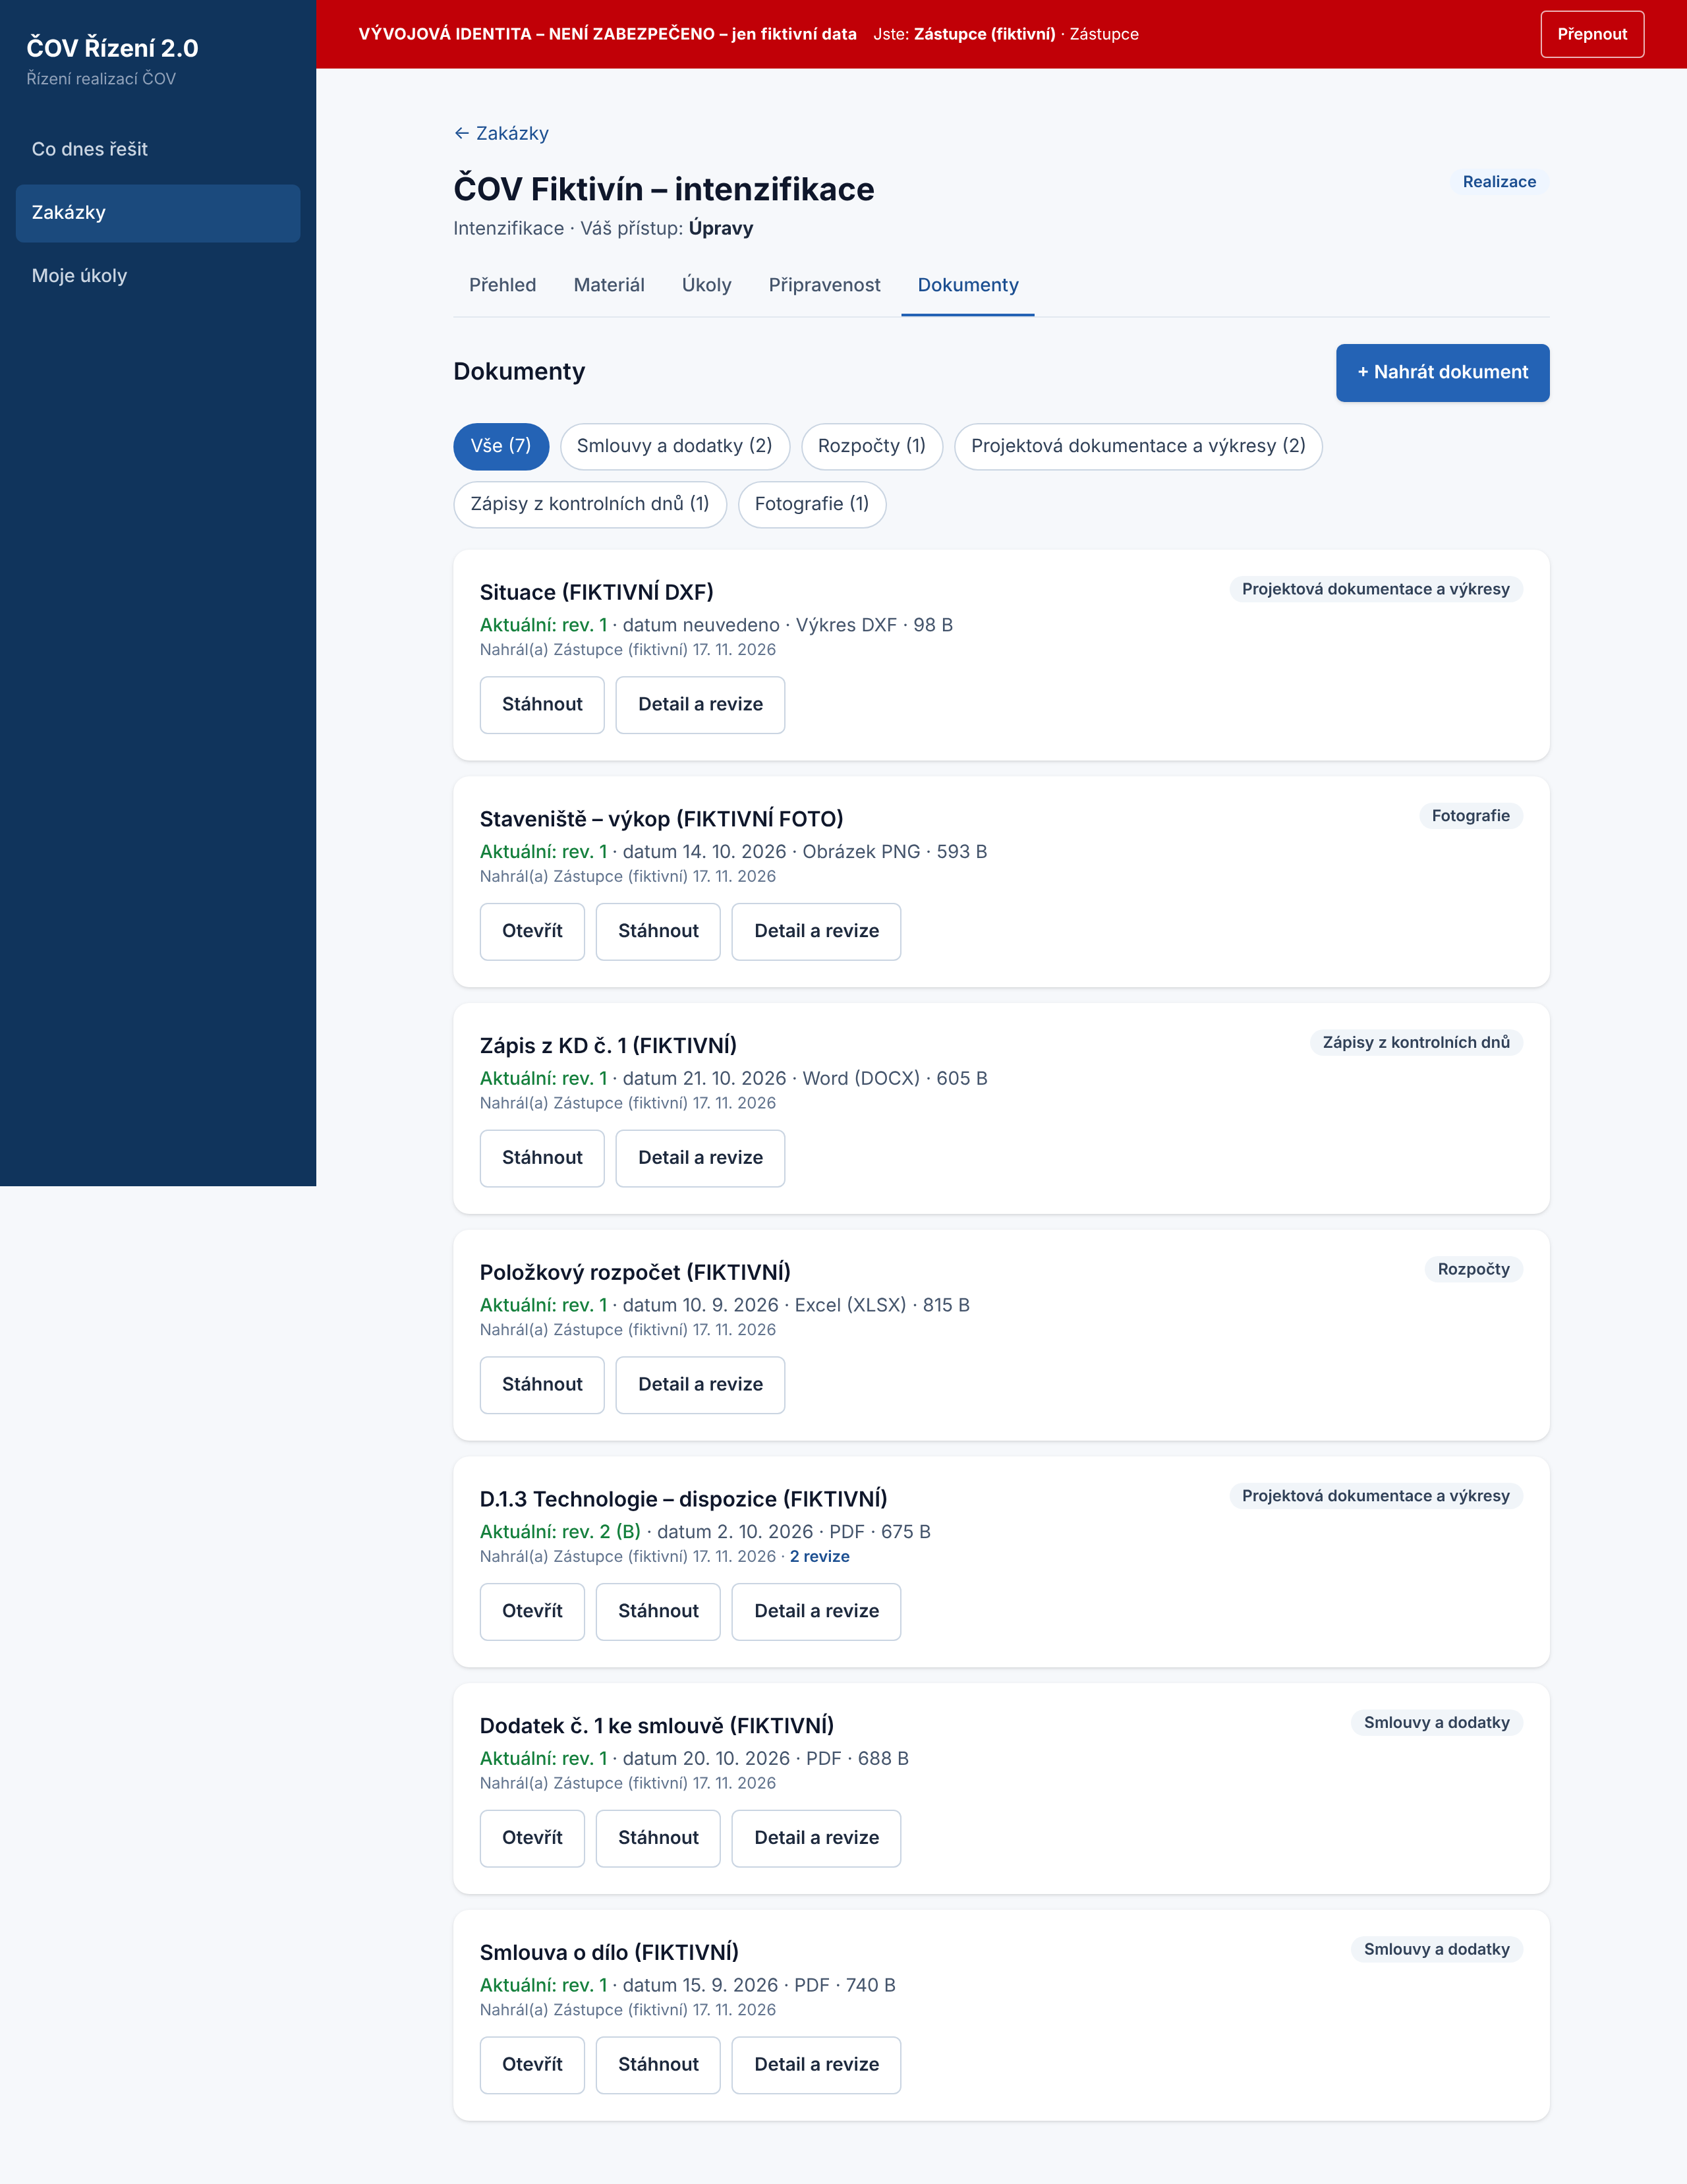 ČOV Řízení 2.0
Řízení realizací ČOV
Co dnes řešit
Zakázky
Moje úkoly
VÝVOJOVÁ IDENTITA – NENÍ ZABEZPEČENO – jen fiktivní data Jste: Zástupce (fiktivní) · Zástupce
Přepnout
← Zakázky
ČOV Fiktivín – intenzifikace
Realizace
Intenzifikace · Váš přístup: Úpravy
Přehled Materiál Úkoly Připravenost Dokumenty
Dokumenty
+ Nahrát dokument
Vše (7) Smlouvy a dodatky (2) Rozpočty (1) Projektová dokumentace a výkresy (2)
Zápisy z kontrolních dnů (1) Fotografie (1)
Situace (FIKTIVNÍ DXF)
Projektová dokumentace a výkresy
Aktuální: rev. 1 · datum neuvedeno · Výkres DXF · 98 B
Nahrál(a) Zástupce (fiktivní) 17. 11. 2026
Stáhnout Detail a revize
Staveniště – výkop (FIKTIVNÍ FOTO)
Fotografie
Aktuální: rev. 1 · datum 14. 10. 2026 · Obrázek PNG · 593 B
Nahrál(a) Zástupce (fiktivní) 17. 11. 2026
Otevřít Stáhnout Detail a revize
Zápis z KD č. 1 (FIKTIVNÍ)
Zápisy z kontrolních dnů
Aktuální: rev. 1 · datum 21. 10. 2026 · Word (DOCX) · 605 B
Nahrál(a) Zástupce (fiktivní) 17. 11. 2026
Stáhnout Detail a revize
Položkový rozpočet (FIKTIVNÍ)
Rozpočty
Aktuální: rev. 1 · datum 10. 9. 2026 · Excel (XLSX) · 815 B
Nahrál(a) Zástupce (fiktivní) 17. 11. 2026
Stáhnout Detail a revize
D.1.3 Technologie – dispozice (FIKTIVNÍ)
Projektová dokumentace a výkresy
Aktuální: rev. 2 (B) · datum 2. 10. 2026 · PDF · 675 B
Nahrál(a) Zástupce (fiktivní) 17. 11. 2026 · 2 revize
Otevřít Stáhnout Detail a revize
Dodatek č. 1 ke smlouvě (FIKTIVNÍ)
Smlouvy a dodatky
Aktuální: rev. 1 · datum 20. 10. 2026 · PDF · 688 B
Nahrál(a) Zástupce (fiktivní) 17. 11. 2026
Otevřít Stáhnout Detail a revize
Smlouva o dílo (FIKTIVNÍ)
Smlouvy a dodatky
Aktuální: rev. 1 · datum 15. 9. 2026 · PDF · 740 B
Nahrál(a) Zástupce (fiktivní) 17. 11. 2026
Otevřít Stáhnout Detail a revize